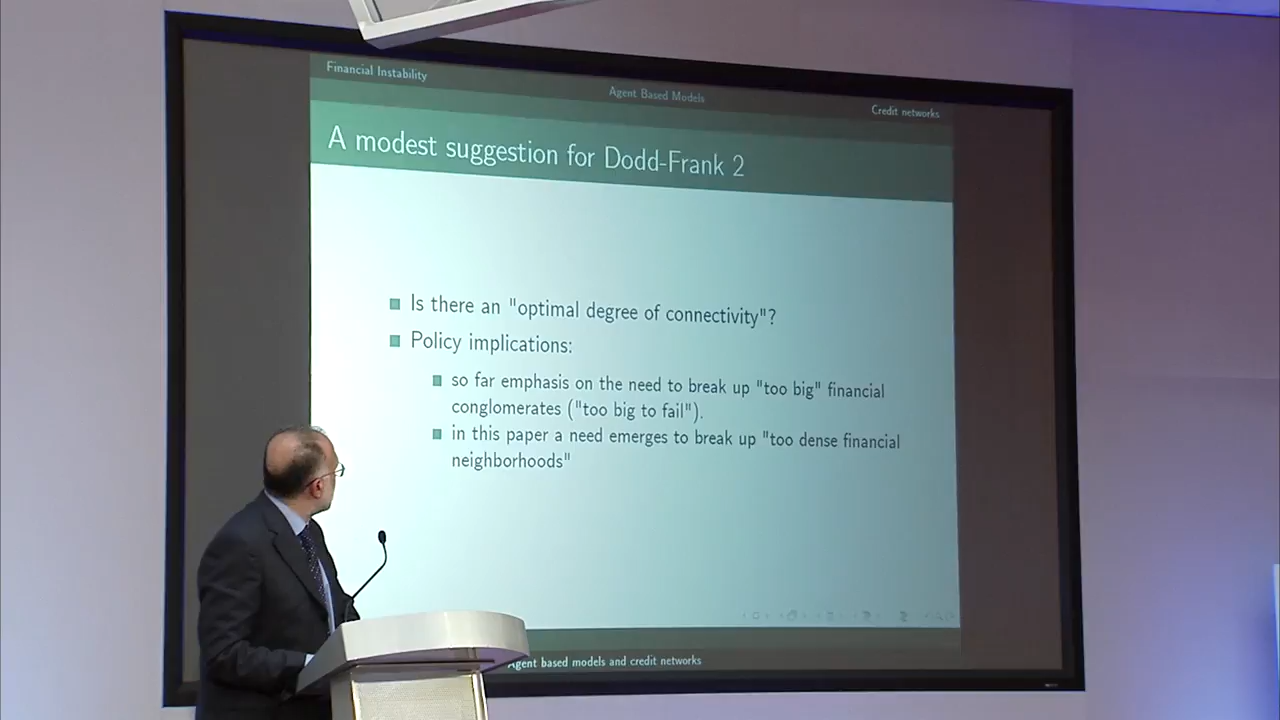 Financial Instability
Agent Based Models
Credit networks
A modest suggestion for Dodd-Frank 2
Is there an "optimal degree of connectivity"?
Policy implications:
so far emphasis on the need to break up "too big" financial
conglomerates ("too big to fail").
in this paper a need emerges to break up "too dense financial
neighborhoods"
Agent based models and credit networks